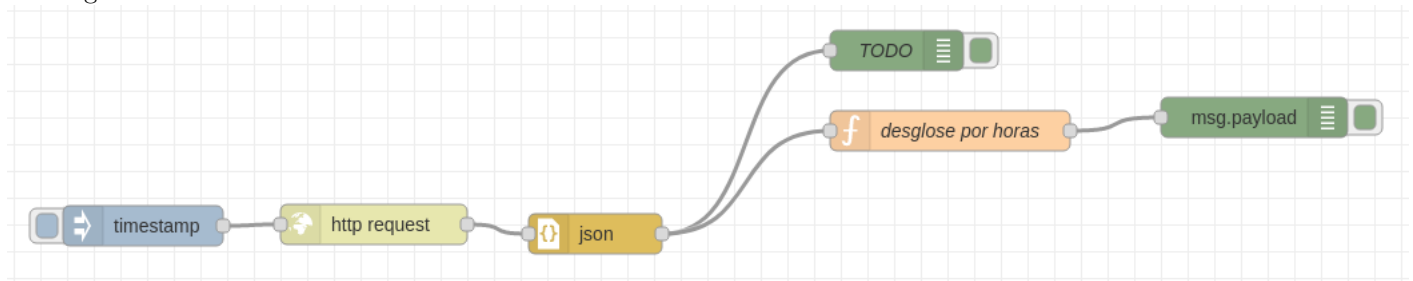 TODO
desglose por horas
msg.payload
timestamp
http request
json